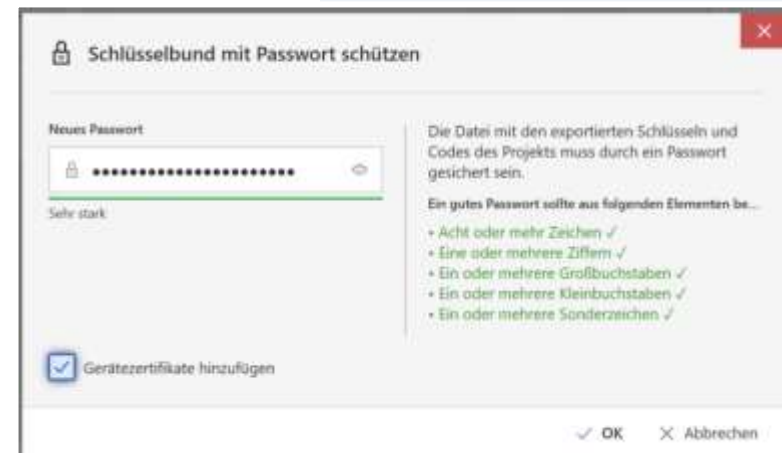 Schlüsselbund mit Passwort schützen
Neues Passwort
Sehr stark
Die Datei mit den exportierten Schlüsseln und
Codes des Projekts muss durch ein Passwort
gesichert sein.
Ein gutes Passwort sollte aus folgenden Elementen be...
• Acht oder mehr Zeichen ✓
• Eine oder mehrere Ziffern ✓
• Ein oder mehrere Großbuchstaben ✓
• Ein oder mehrere Kleinbuchstaben ✓
• Ein oder mehrere Sonderzeichen ✓
Gerätezertifikate hinzufügen
OK Abbrechen